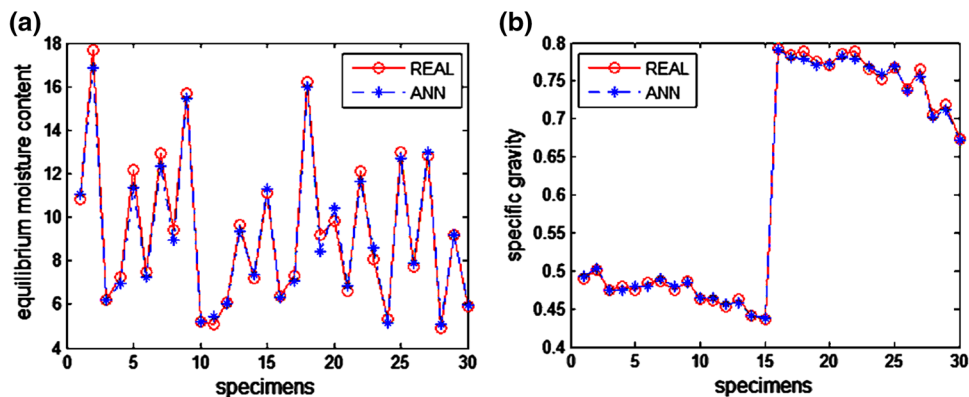 (a)
18
16
14
12
10
8
6
4
equilibrium moisture content
REAL
ANN
0 5 10 15 20 25 30
specimens
(b)
0.8
0.75
0.7
0.65
0.6
0.55
0.5
0.45
0.4
specific gravity
REAL
ANN
0 5 10 15 20 25 30
specimens